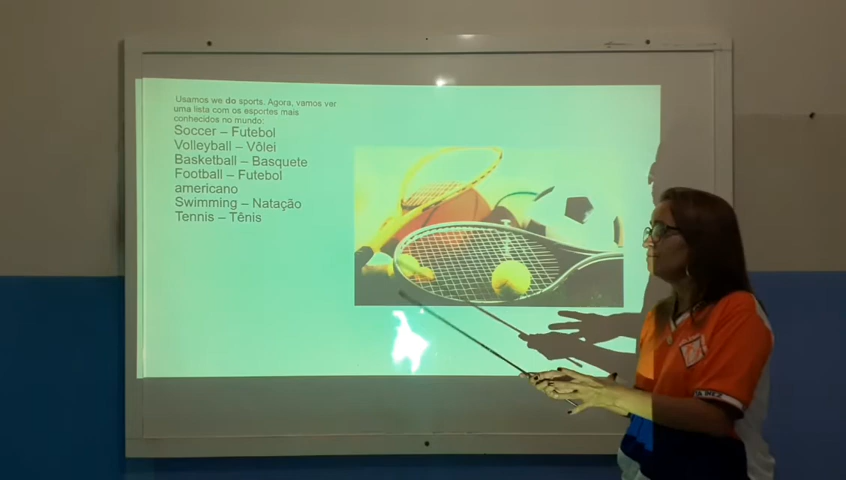 Usamos we do sports. Agora, vamos ver
uma lista com os esportes mais
conhecidos no mundo:
Soccer – Futebol
Volleyball – Vôlei
Basketball – Basquete
Football – Futebol
americano
Swimming – Natação
Tennis – Tênis